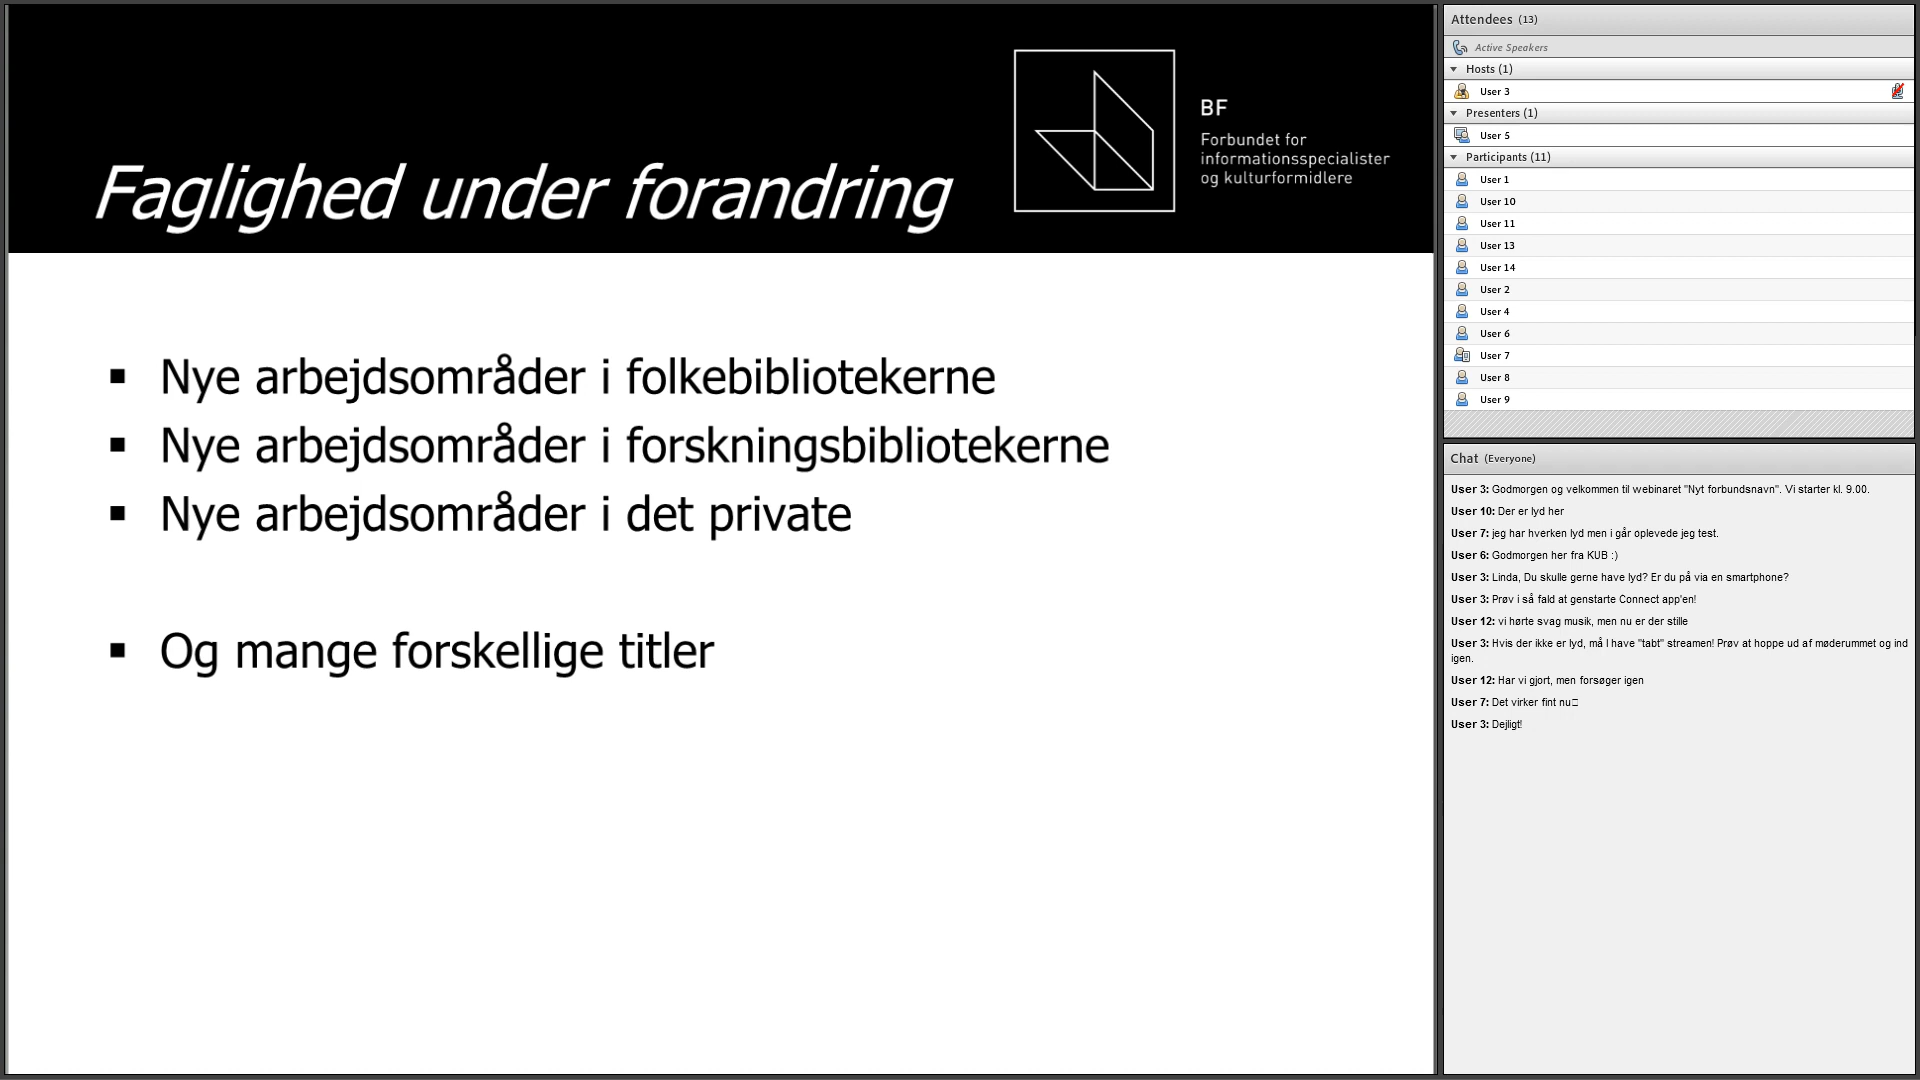 Faglighed under forandring
BF
Forbundet for
informationsspecialister
og kulturformidlere
▪ Nye arbejdsområder i folkebibliotekerne
▪ Nye arbejdsområder i forskningsbibliotekerne
▪ Nye arbejdsområder i det private
▪ Og mange forskellige titler
Attendees (13)
Active Speakers
Hosts (1)
User 3
Presenters (1)
User 5
Participants (11)
User 1
User 10
User 11
User 13
User 14
User 2
User 4
User 6
User 7
User 8
User 9
Chat (Everyone)
User 3: Godmorgen og velkommen til webinaret "Nyt forbundsnavn". Vi starter kl. 9.00.
User 10: Der er lyd her
User 7: jeg har hverken lyd men i går oplevede jeg test.
User 6: Godmorgen her fra KUB :)
User 3: Linda, Du skulle gerne have lyd? Er du på via en smartphone?
User 3: Prøv i så fald at genstarte Connect app'en!
User 12: vi hørte svag musik, men nu er der stille
User 3: Hvis der ikke er lyd, må I have "tabt" streamen! Prøv at hoppe ud af møderummet og ind
igen.
User 12: Har vi gjort, men forsøger igen
User 7: Det virker fint nu□
User 3: Dejligt!